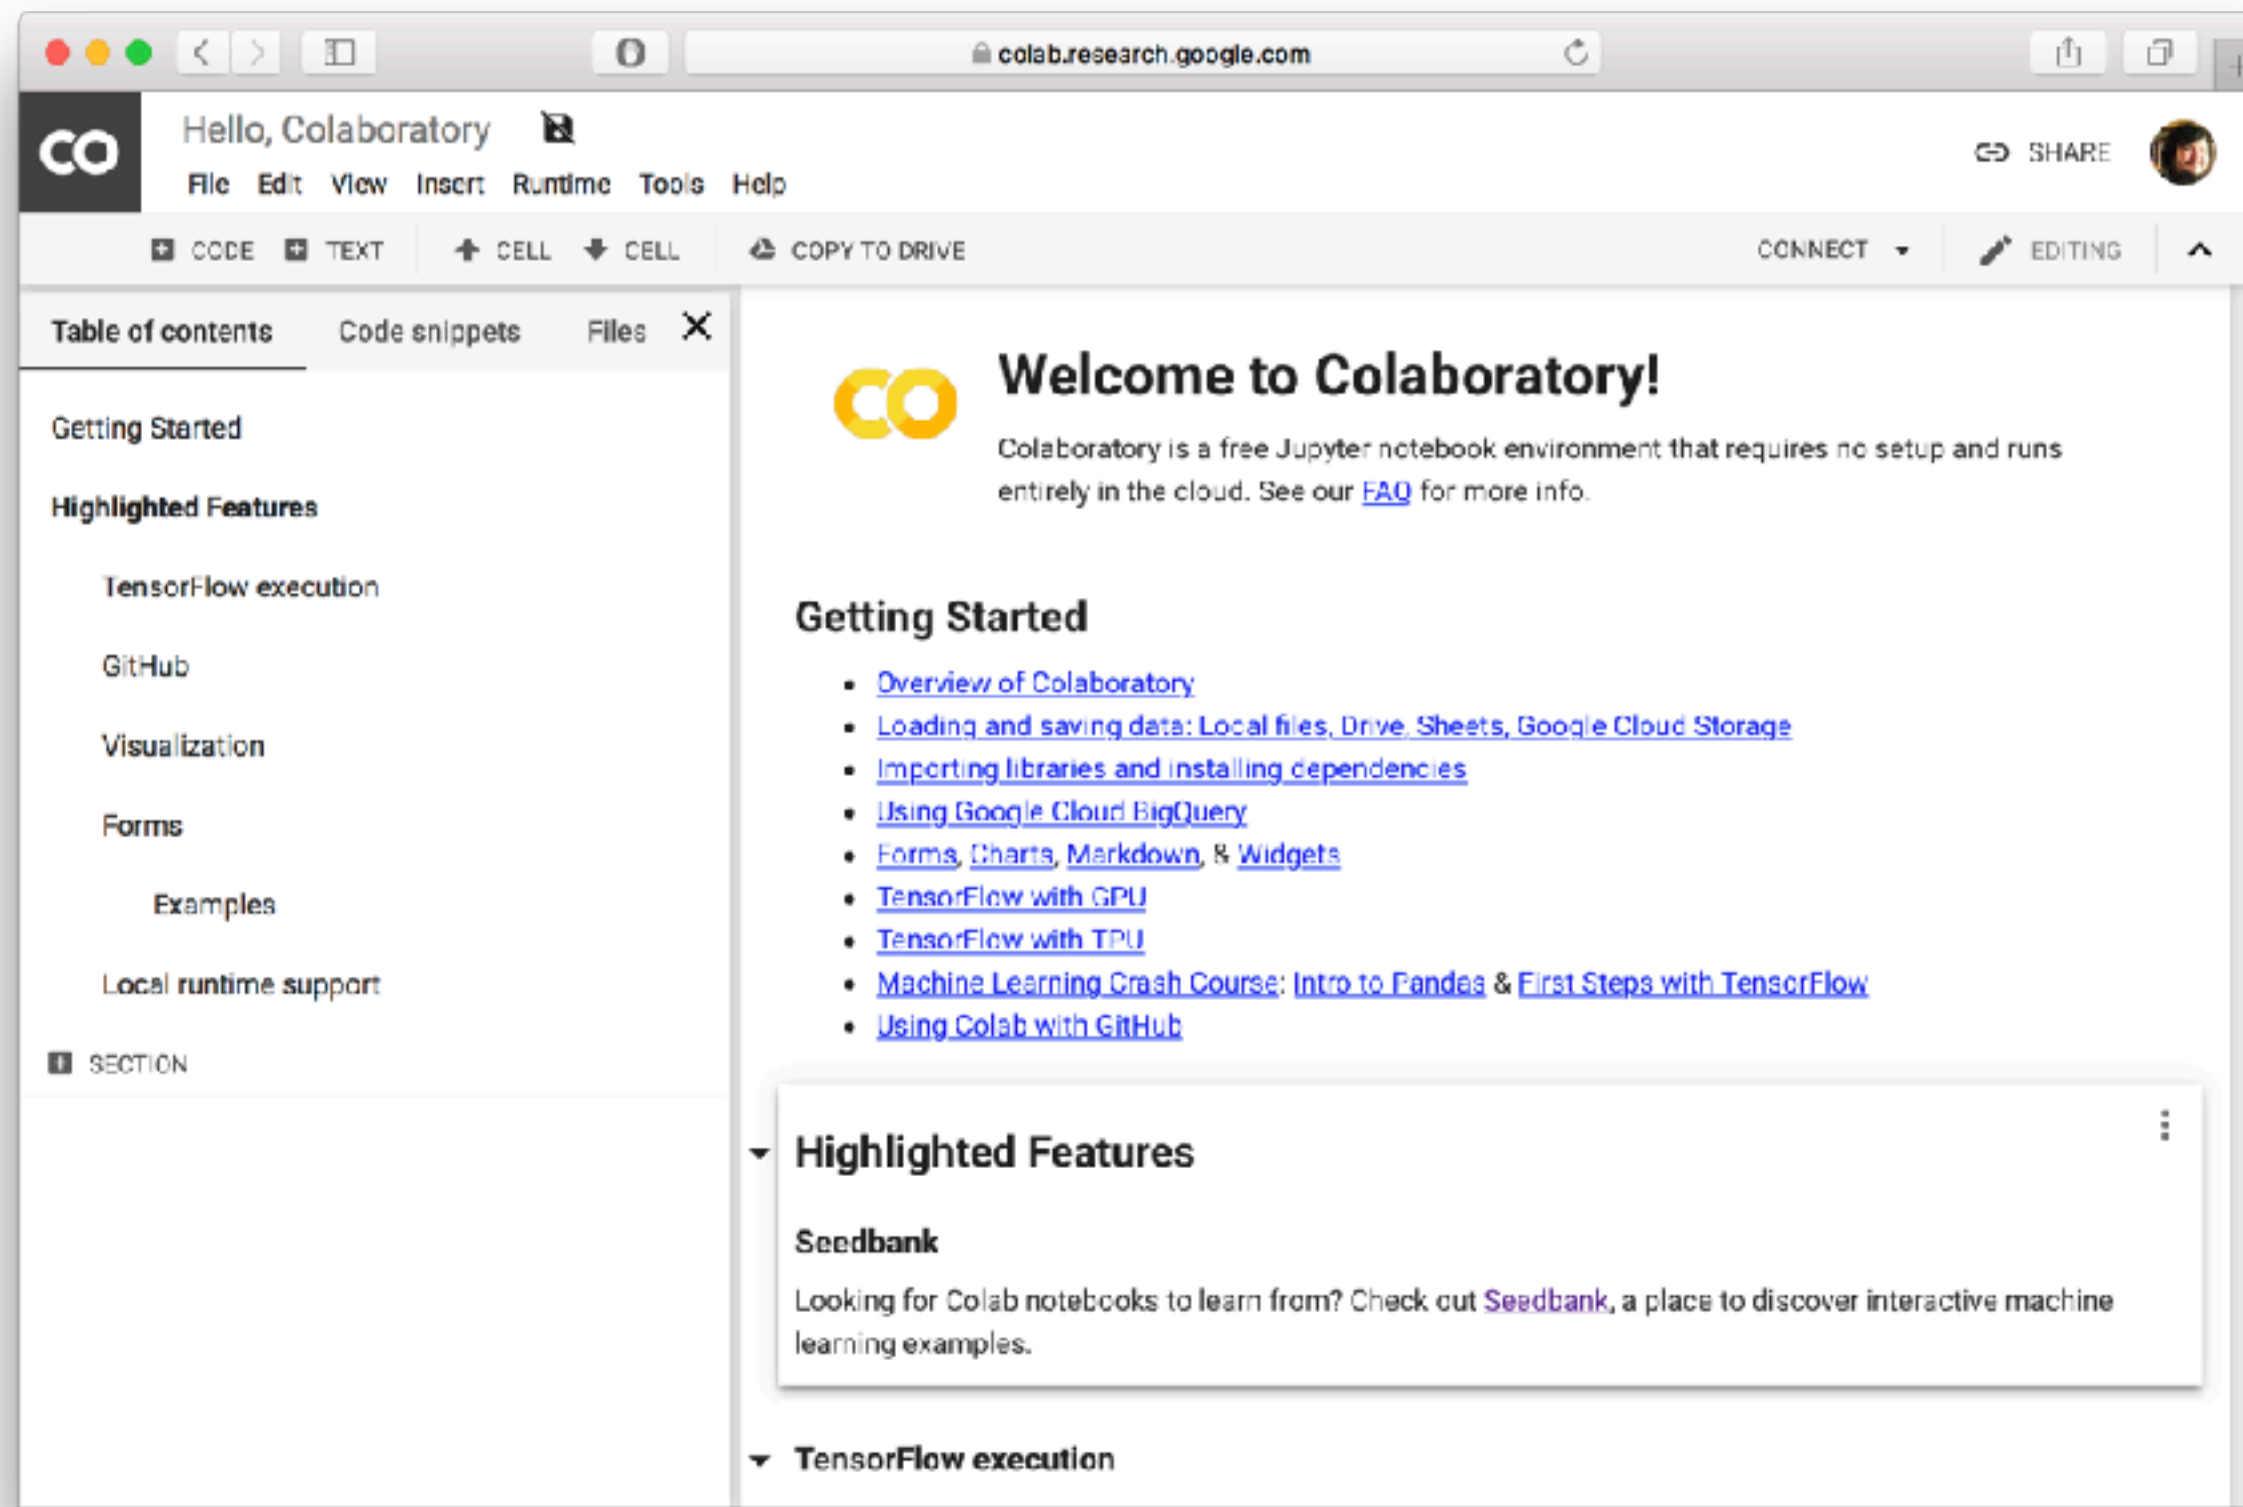 colab.research.google.com
CO
Hello, Colaboratory
File Edit View Insert Runtime Tools Help
SHARE
CODE TEXT CELL CELL COPY TO DRIVE
CONNECT EDITING
Table of contents Code snippets Files
Getting Started
Highlighted Features
TensorFlow execution
GitHub
Visualization
Forms
Examples
Local runtime support
SECTION
CO
Welcome to Colaboratory!
Colaboratory is a free Jupyter notebook environment that requires no setup and runs
entirely in the cloud. See our FAQ for more info.
Getting Started
• Overview of Colaboratory
• Loading and saving data: Local files, Drive, Sheets, Google Cloud Storage
• Importing libraries and installing dependencies
• Using Google Cloud BigQuery
• Forms, Charts, Markdown, & Widgets
• TensorFlow with GPU
• TensorFlow with TPU
• Machine Learning Crash Course: Intro to Pandas & First Steps with TensorFlow
• Using Colab with GitHub
Highlighted Features
Seedbank
Looking for Colab notebooks to learn from? Check out Seedbank, a place to discover interactive machine
learning examples.
TensorFlow execution